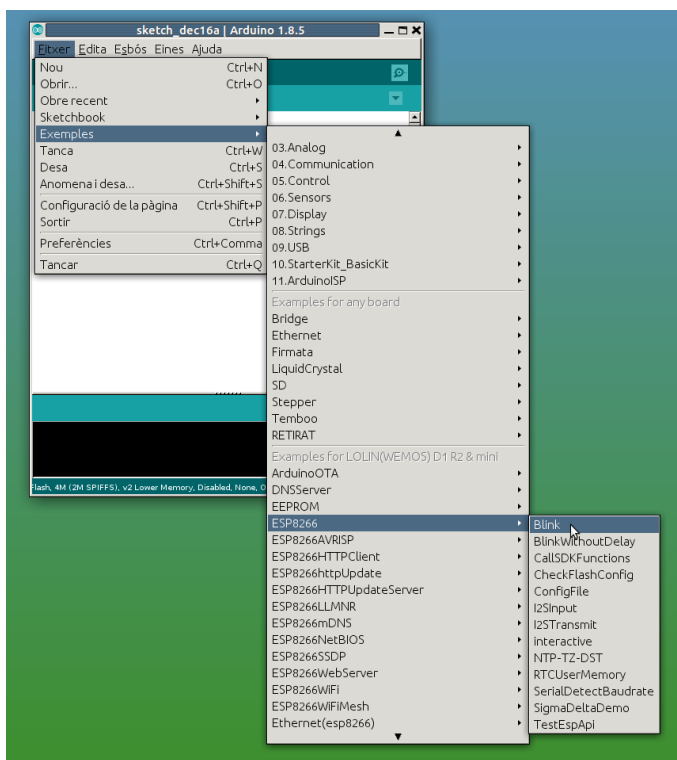 sketch_dec16a | Arduino 1.8.5
Fitxer Edita Esbós Eines Ajuda
Nou Ctrl+N
Obrir... Ctrl+O
Obre recent
Sketchbook
Exemples
Tanca Ctrl+W
Desa Ctrl+S
Anomena i desa... Ctrl+Shift+S
Configuració de la pàgina Ctrl+Shift+P
Sortir Ctrl+P
Preferències Ctrl+Comma
Tancar Ctrl+Q
03.Analog
04.Communication
05.Control
06.Sensors
07.Display
08.Strings
09.USB
10.StarterKit_BasicKit
11.ArduinoISP
Examples for any board
Bridge
Ethernet
Firmata
LiquidCrystal
SD
Stepper
Temboo
RETIRAT
Examples for LOLIN(WEMOS) D1 R2 & mini
ArduinoOTA
DNSServer
EEPROM
ESP8266
ESP8266AVRISP
ESP8266HTTPClient
ESP8266httpUpdate
ESP8266HTTPUpdateServer
ESP8266LLMNR
ESP8266mDNS
ESP8266NetBIOS
ESP8266SSDP
ESP8266WebServer
ESP8266WiFi
ESP8266WiFiMesh
Ethernet(esp8266)
Blink
BlinkWithoutDelay
CallSDKFunctions
CheckFlashConfig
ConfigFile
I2SInput
I2STransmit
interactive
NTP-TZ-DST
RTCUserMemory
SerialDetectBaudrate
SigmaDeltaDemo
TestEspApi
Flash, 4M (2M SPIFFS), v2 Lower Memory, Disabled, None, O